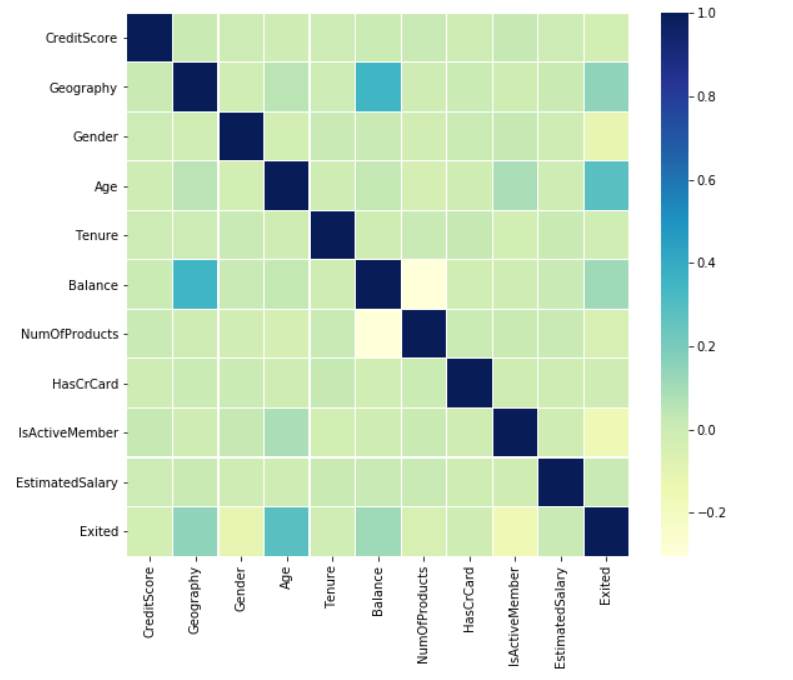 CreditScore
Geography
Gender
Age
Tenure
Balance
NumOfProducts
HasCrCard
IsActiveMember
EstimatedSalary
Exited
CreditScore
Geography
Gender
Age
Tenure
Balance
NumOfProducts
HasCrCard
IsActiveMember
EstimatedSalary
Exited
1.0
0.8
0.6
0.4
0.2
0.0
−0.2